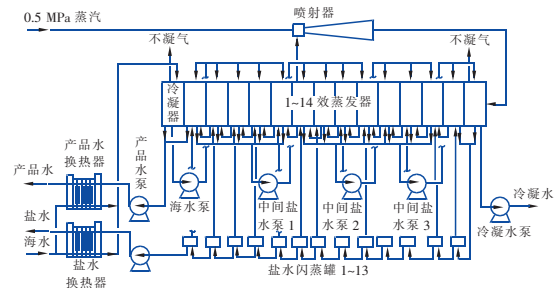 0.5 MPa 蒸汽
喷射器
不凝气
不凝气
冷凝器
1~14 效蒸发器
产品水
换热器
产品水泵
产品水
盐水
海水
海水泵
中间盐
水泵 1
中间盐
水泵 2
中间盐
水泵 3
冷凝水
冷凝水泵
盐水
换热器
盐水闪蒸罐 1~13